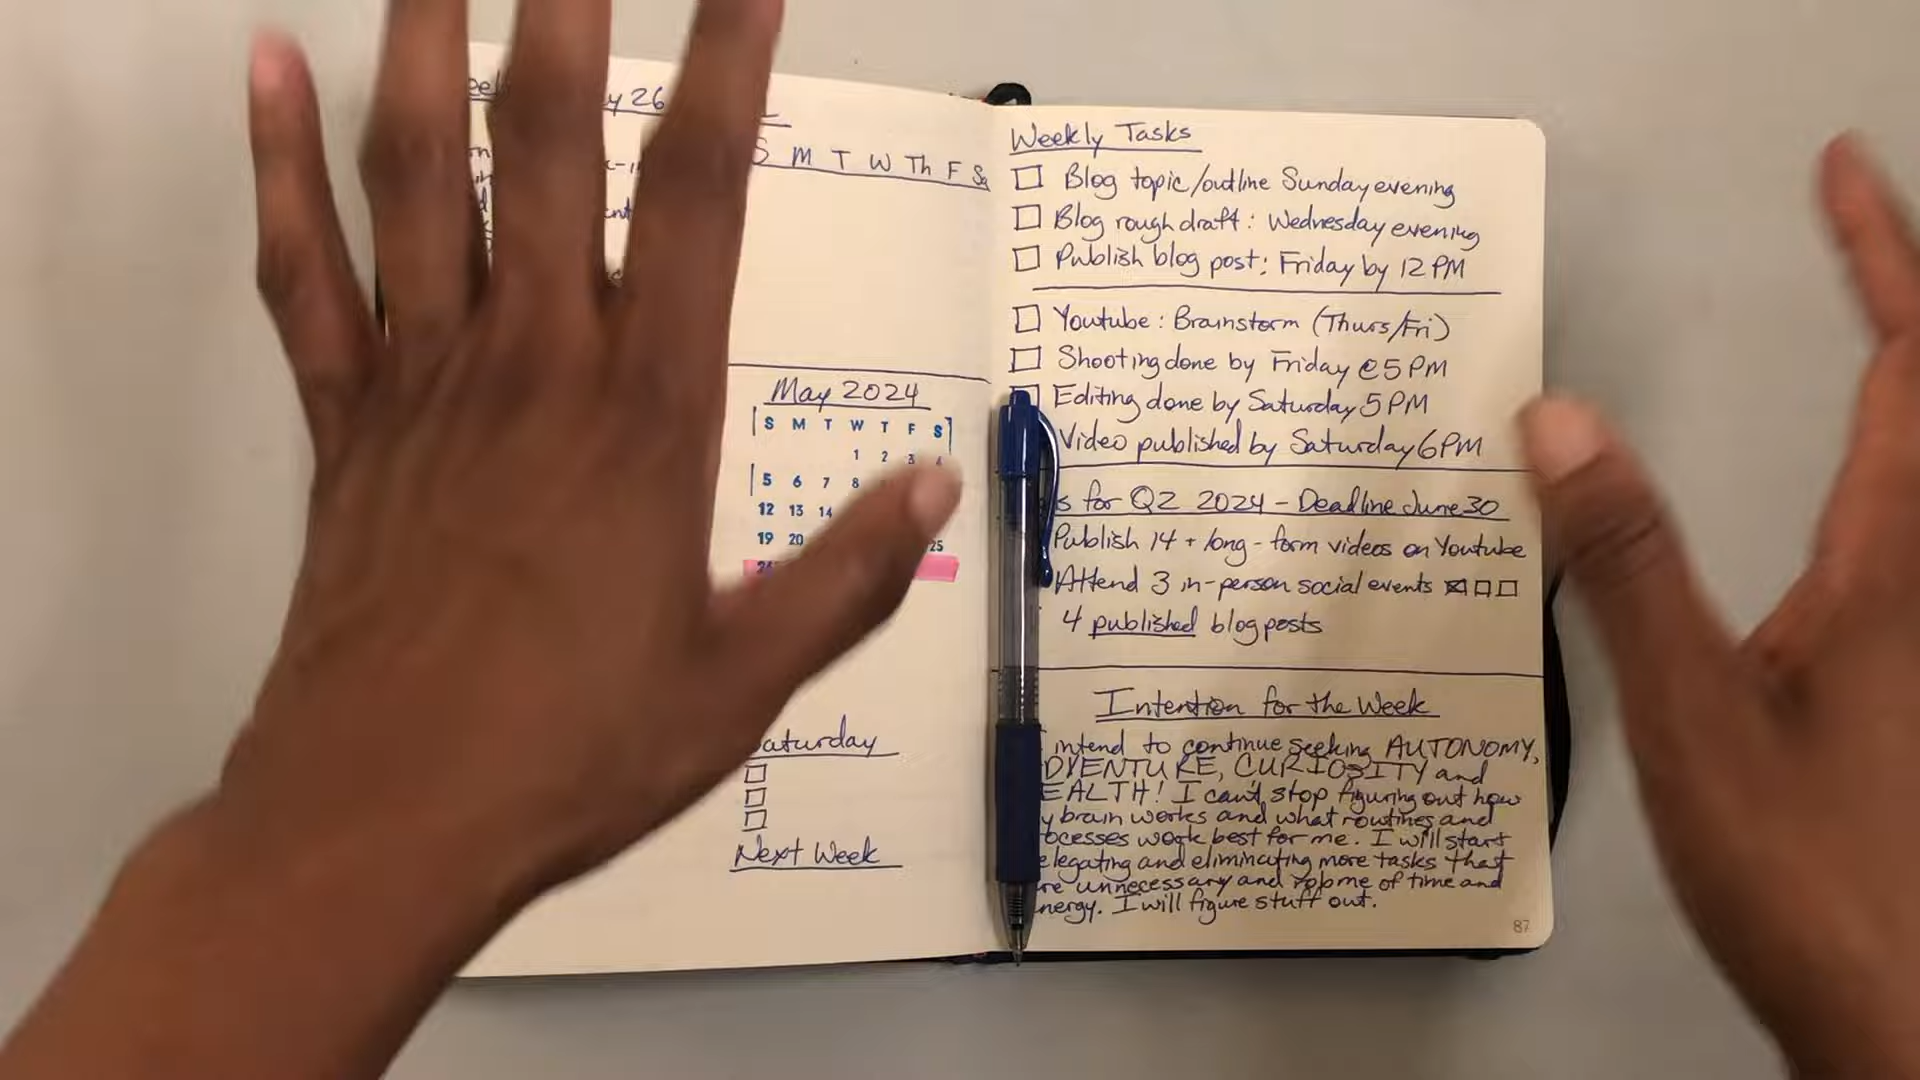 y 26
S M T W Th F Sa
May 2024
S M T W T F S
1 2 3 4
5 6 7 8
12 13 14
19 20 25
Saturday
Next Week
Weekly Tasks
Blog topic/outline Sunday evening
Blog rough draft: Wednesday evening
Publish blog post: Friday by 12 PM
Youtube: Brainstorm (Thurs/Fri)
Shooting done by Friday @ 5 PM
Editing done by Saturday 5 PM
Video published by Saturday 6PM
s for Q2 2024 - Deadline June 30
Publish 14 + long-form videos on Youtube
Attend 3 in-person social events
4 published blog posts
Intention for the Week
intend to continue seeking AUTONOMY,
DVENTURE, CURIOSITY and
EALTH! I can't stop figuring out how
y brain works and what routines and
ocesses work best for me. I will start
elegating and eliminating more tasks that
re unnecessary and rob me of time and
nergy. I will figure stuff out.
87